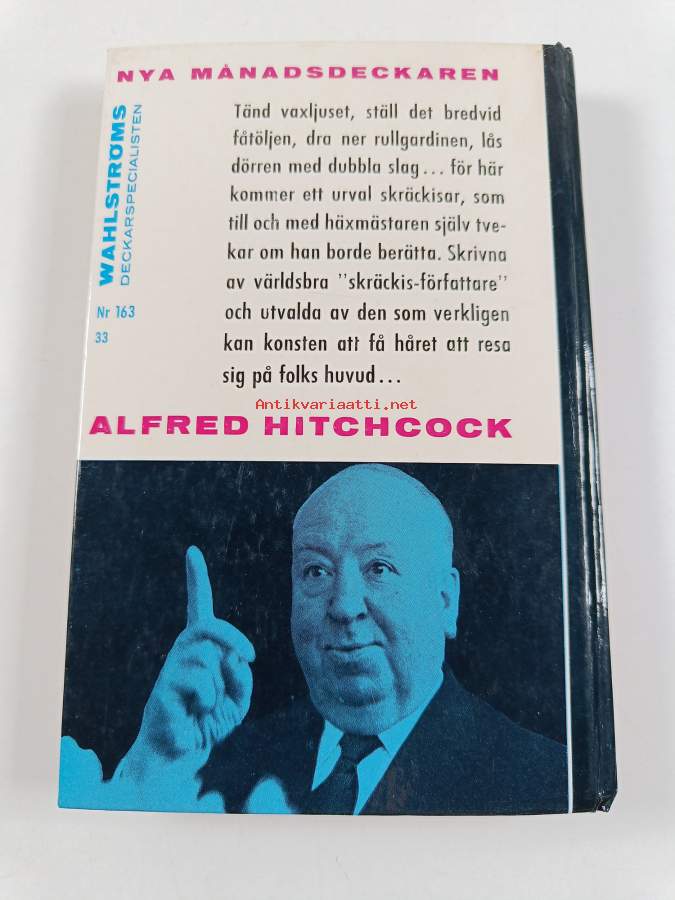 NYA MÅNADSDECKAREN
WAHLSTRÖMS
DECKARSPECIALISTEN
Nr 163
33
Tänd vaxljuset, ställ det bredvid
fåtöljen, dra ner rullgardinen, lås
dörren med dubbla slag... för här
kommer ett urval skräckisar, som
till och med häxmästaren själv tve-
kar om han borde berätta. Skrivna
av världsbra "skräckis-författare"
och utvalda av den som verkligen
kan konsten att få håret att resa
sig på folks huvud...
Antikvariaatti.net
ALFRED HITCHCOCK